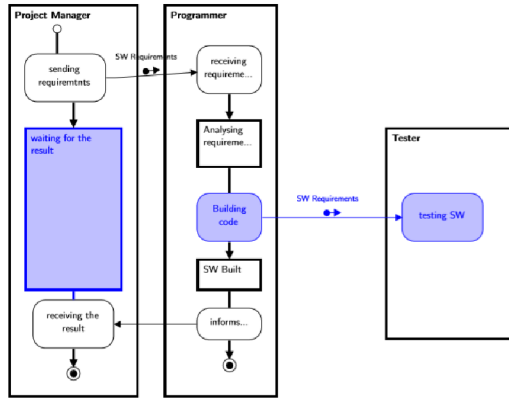 Project Manager
Programmer
SW Requirements
sending
requiremtnts
receiving
requireme...
waiting for the
result
Analysing
requireme...
Tester
Building
code
SW Requirements
testing SW
SW Built
receiving the
result
informs...